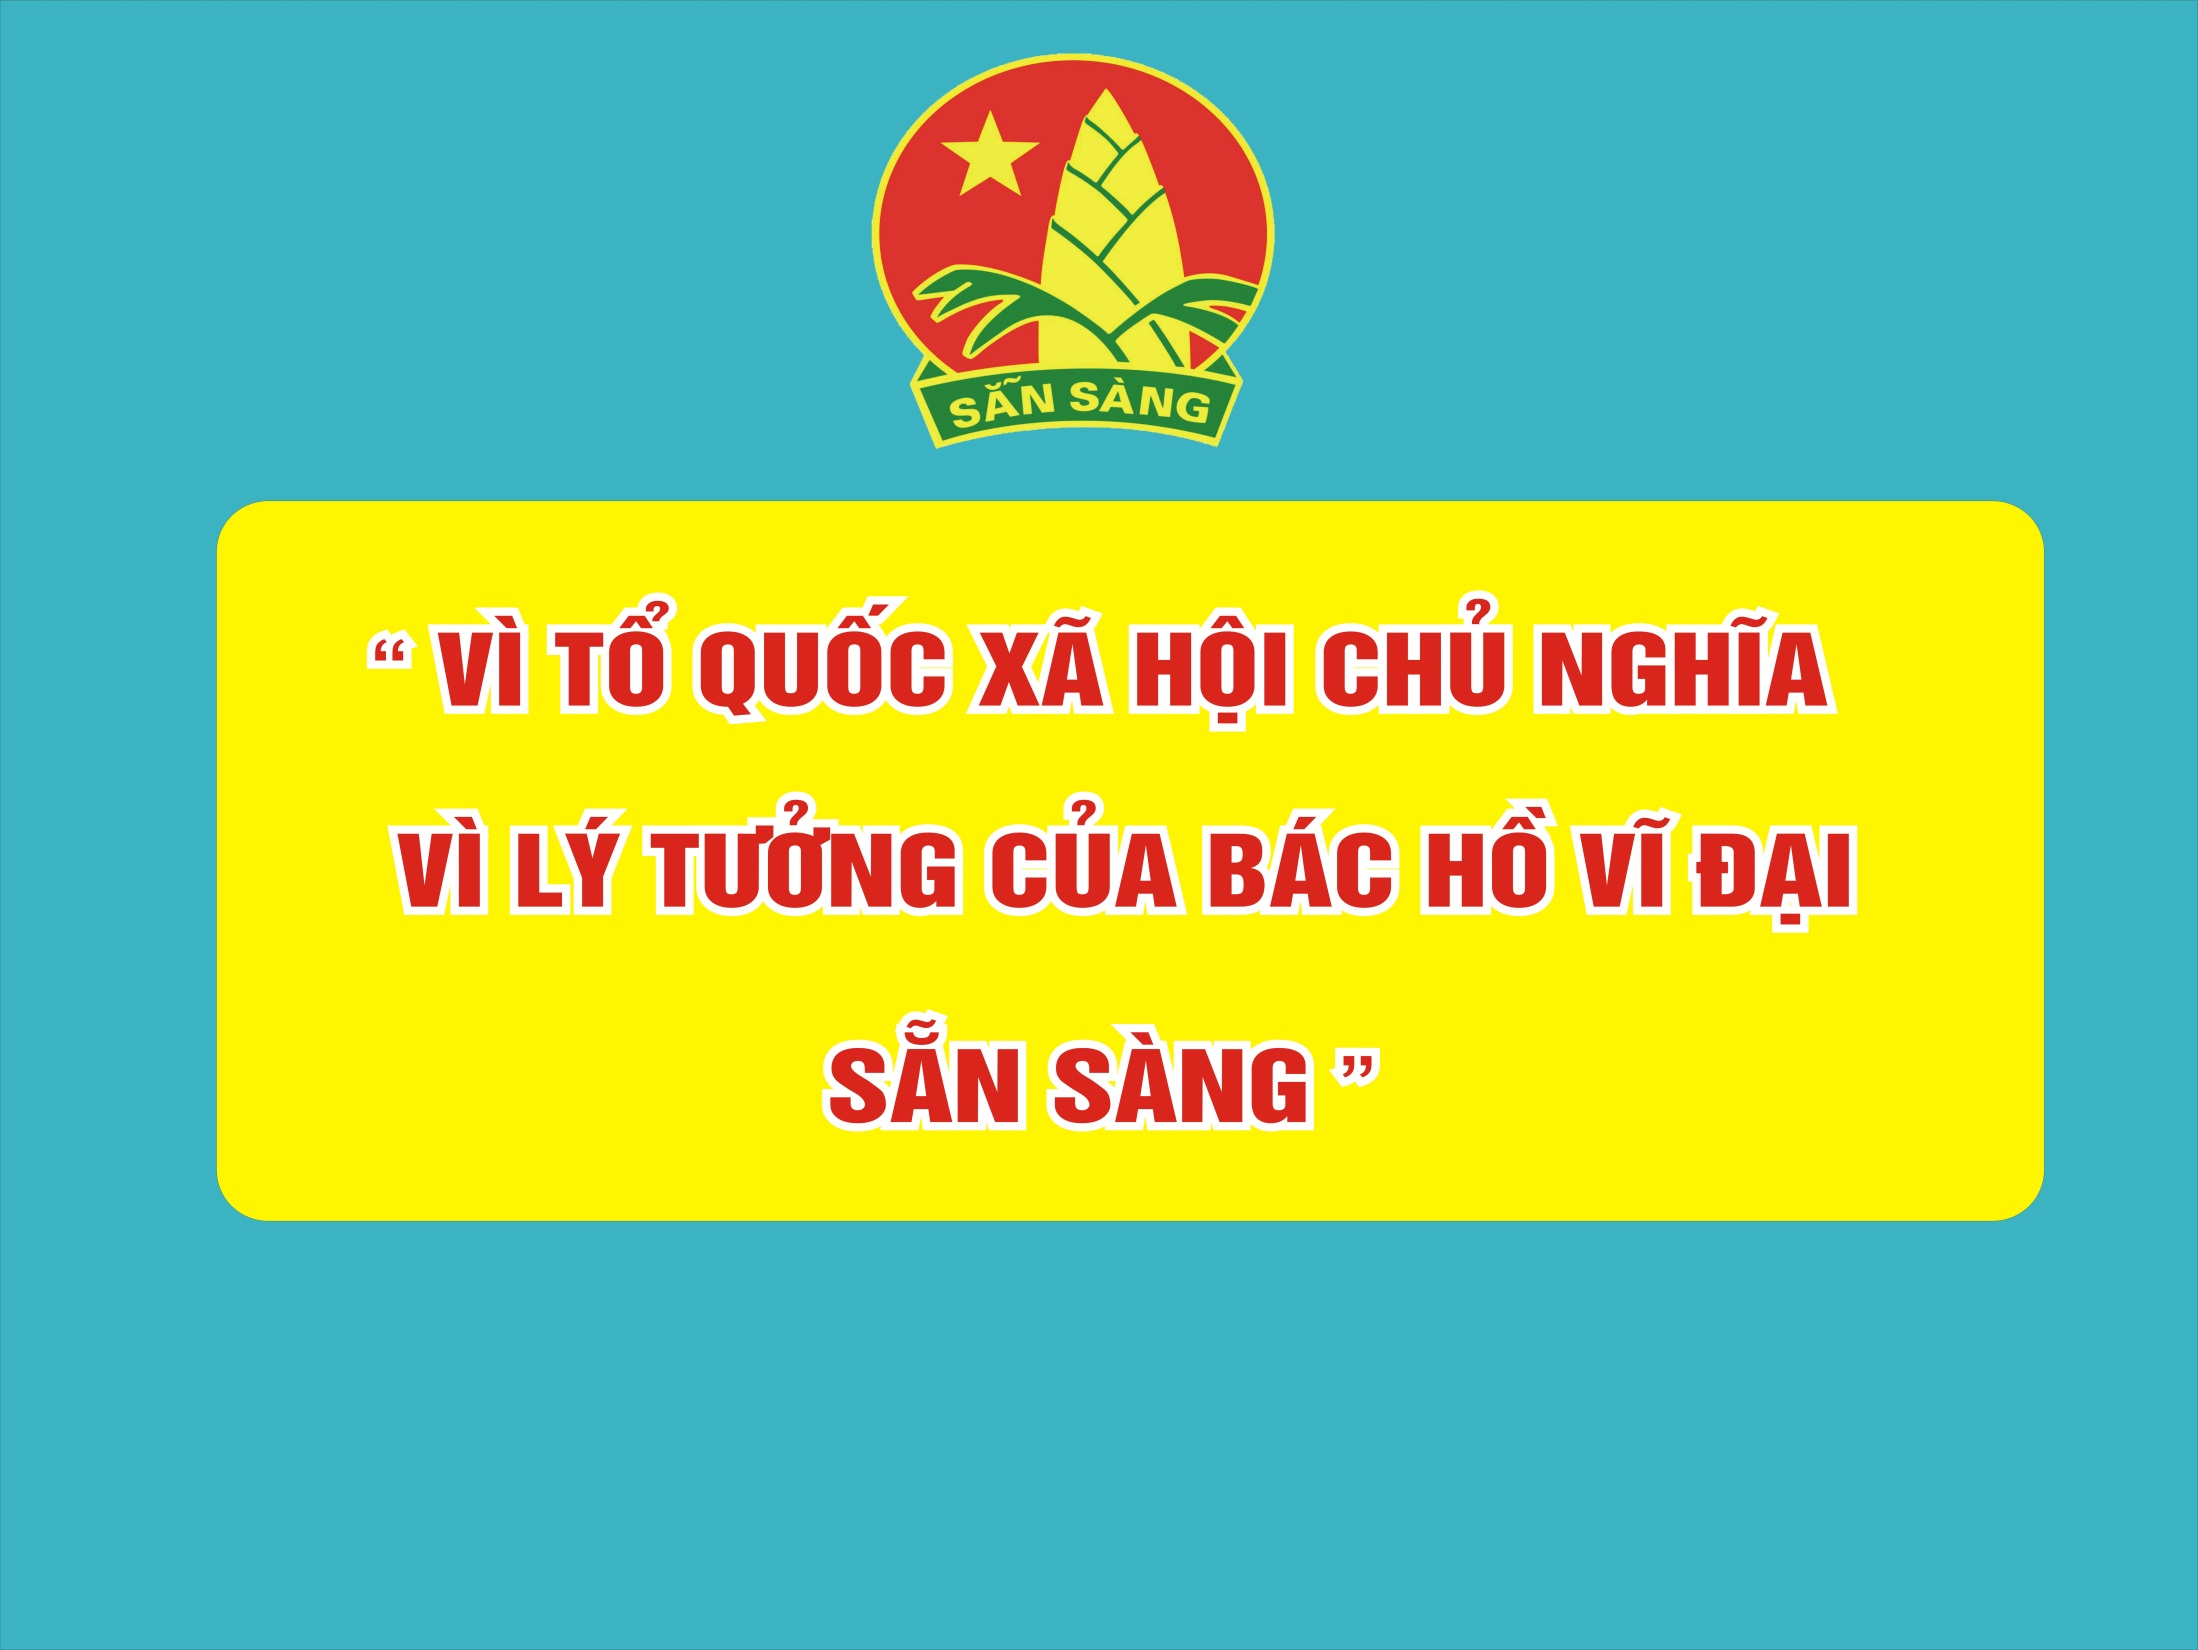 SẴN SÀNG
“ VÌ TỔ QUỐC XÃ HỘI CHỦ NGHĨA
VÌ LÝ TƯỞNG CỦA BÁC HỒ VĨ ĐẠI
SẴN SÀNG ”